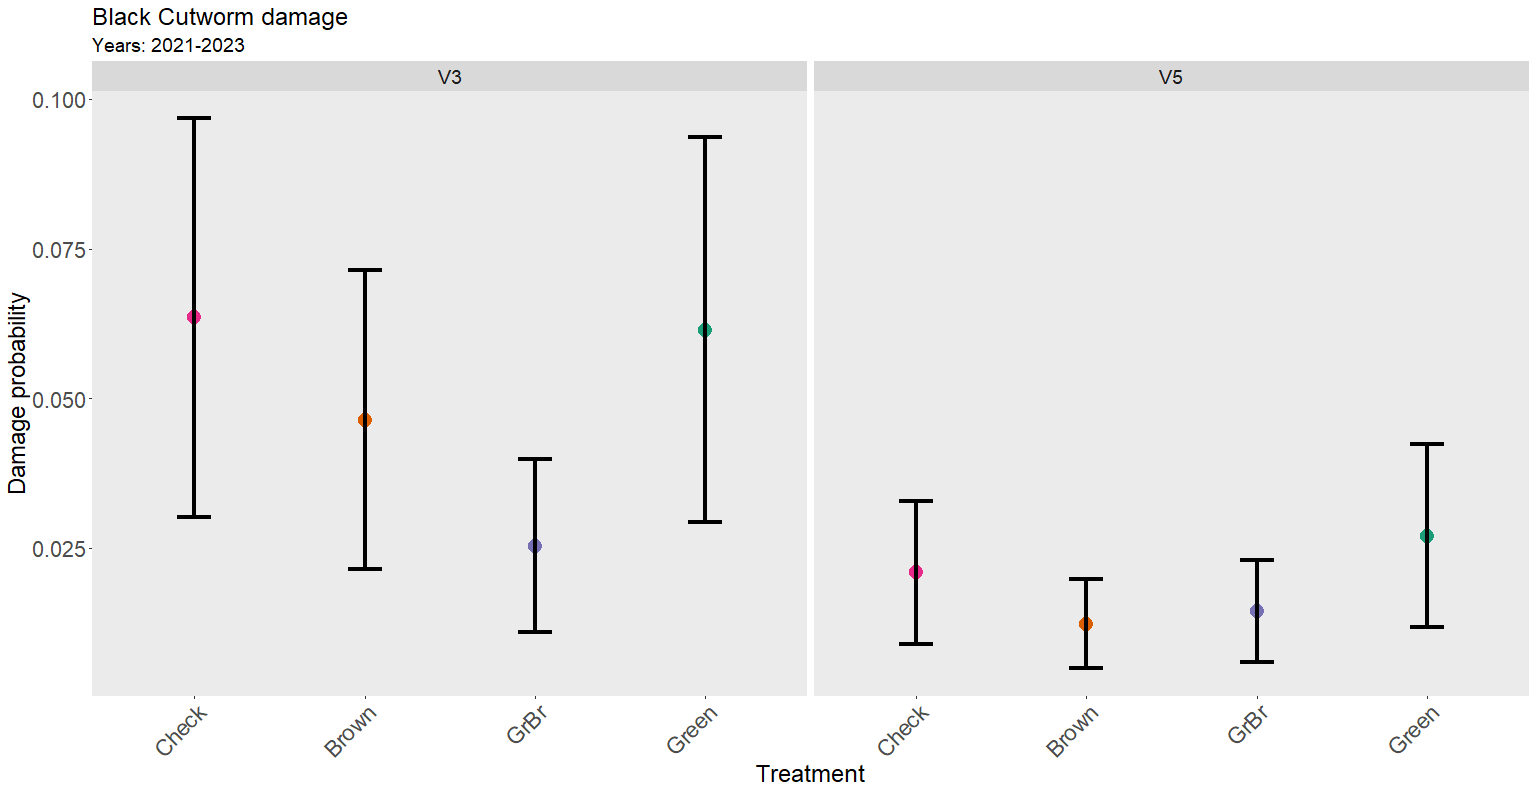 Black Cutworm damage
Years: 2021-2023
V3
V5
Damage probability
0.100
0.075
0.050
0.025
Check
Brown
GrBr
Green
Check
Brown
GrBr
Green
Treatment